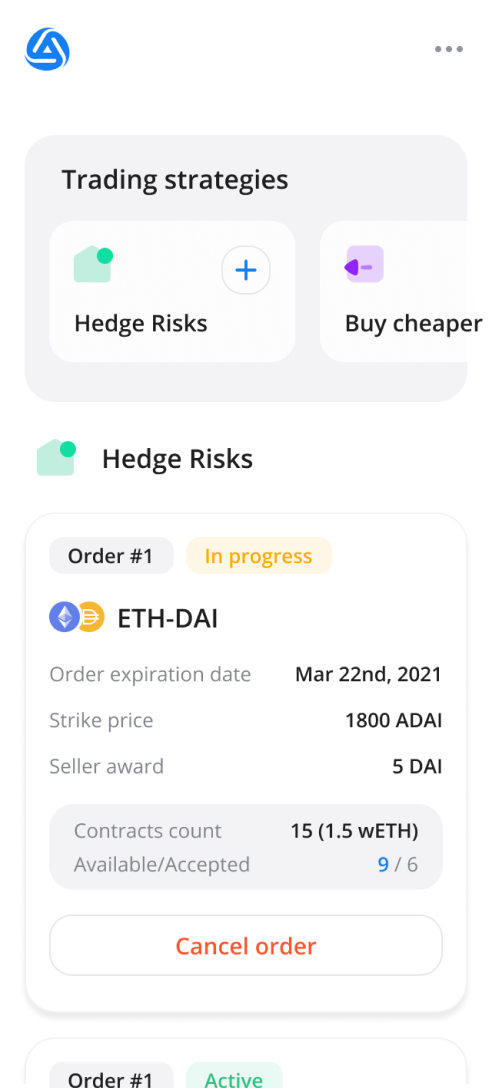 Trading strategies
Hedge Risks
Buy cheaper
Hedge Risks
Order #1
In progress
ETH-DAI
Order expiration date Mar 22nd, 2021
Strike price 1800 ADAI
Seller award 5 DAI
Contracts count 15 (1.5 wETH)
Available/Accepted 9 / 6
Cancel order
Order #1
Active